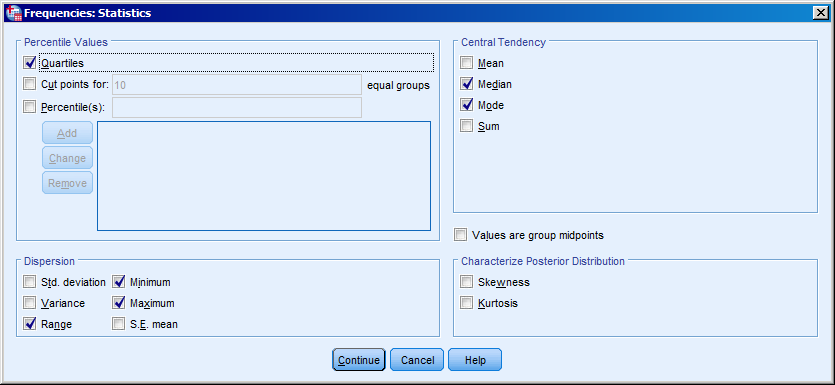 Frequencies: Statistics
Percentile Values
Quartiles
Cut points for: 10 equal groups
Percentile(s):
Add
Change
Remove
Central Tendency
Mean
Median
Mode
Sum
Values are group midpoints
Dispersion
Std. deviation Minimum
Variance Maximum
Range S.E. mean
Characterize Posterior Distribution
Skewness
Kurtosis
Continue Cancel Help